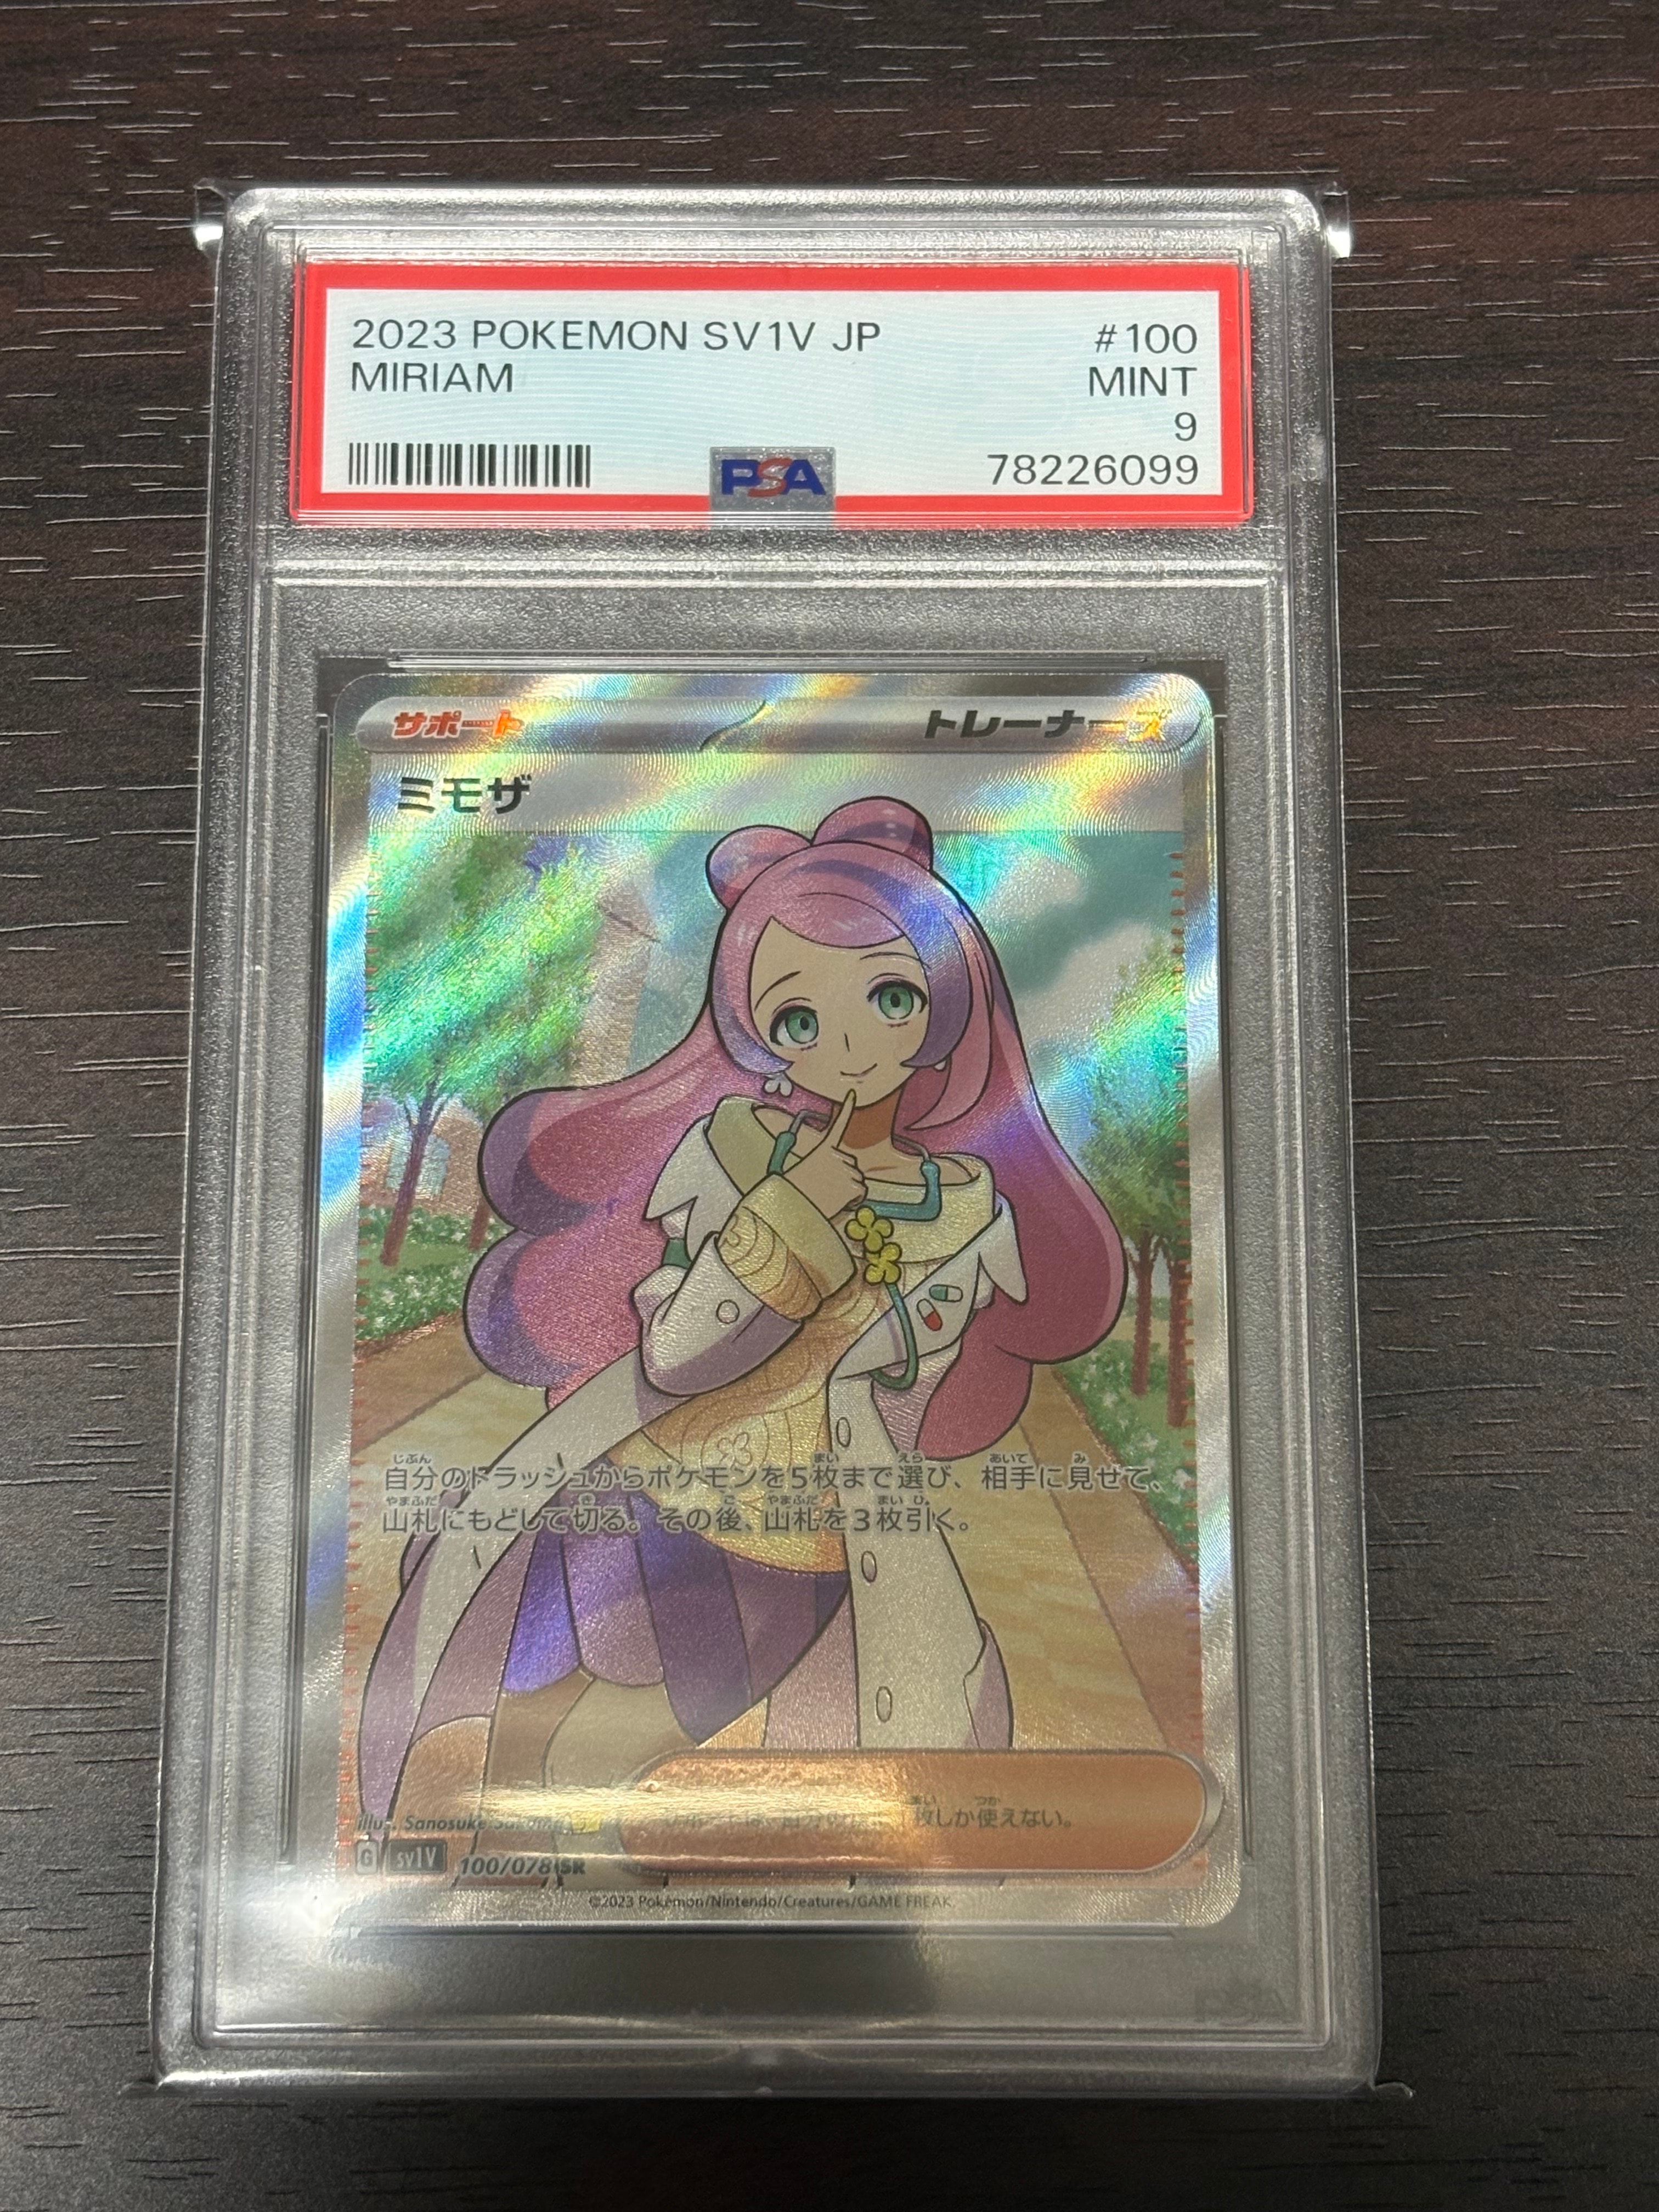 2023 POKEMON SV1V JP #100
MIRIAM MINT
9
PSA 78226099
サポート トレーナーズ
ミモザ
自分のトラッシュからポケモンを5枚まで選び、相手に見せて、
山札にもどして切る。その後、山札を3枚引く。
枚しか使えない。
illus. Sanosuke
G sv1V 100/078 SR
©2023 Pokémon/Nintendo/Creatures/GAME FREAK.